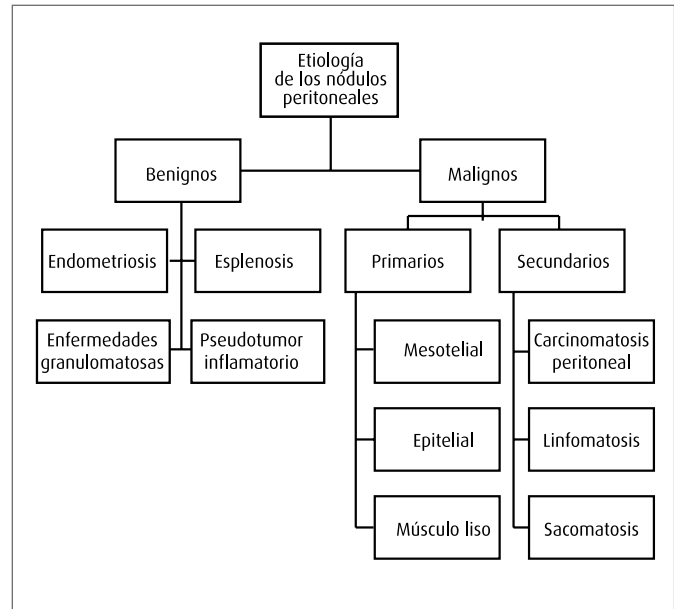 Etiología
de los nódulos
peritoneales
Benignos
Malignos
Endometriosis
Esplenosis
Primarios
Secundarios
Enfermedades
granulomatosas
Pseudotumor
inflamatorio
Mesotelial
Carcinomatosis
peritoneal
Epitelial
Linfomatosis
Músculo liso
Sacomatosis